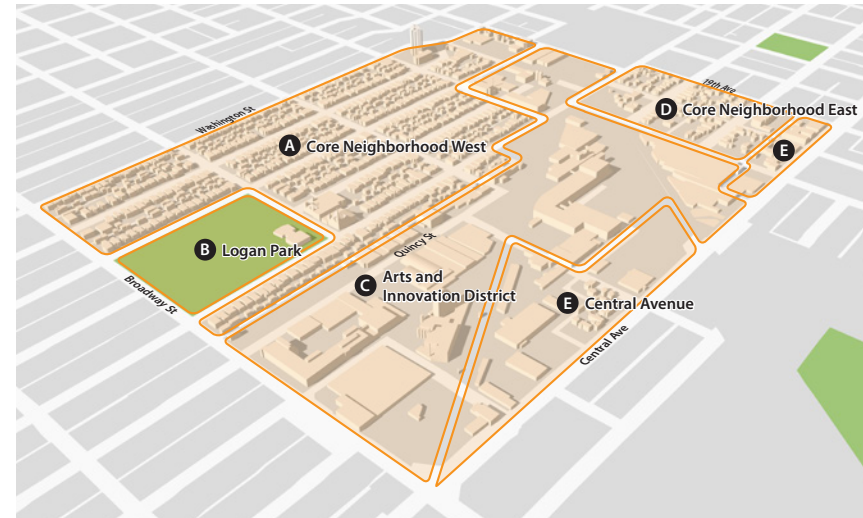 19th Ave
D Core Neighborhood East
Washington St
A Core Neighborhood West
E
Quincy St
B Logan Park
C Arts and
Innovation District
Broadway St
E Central Avenue
Central Ave